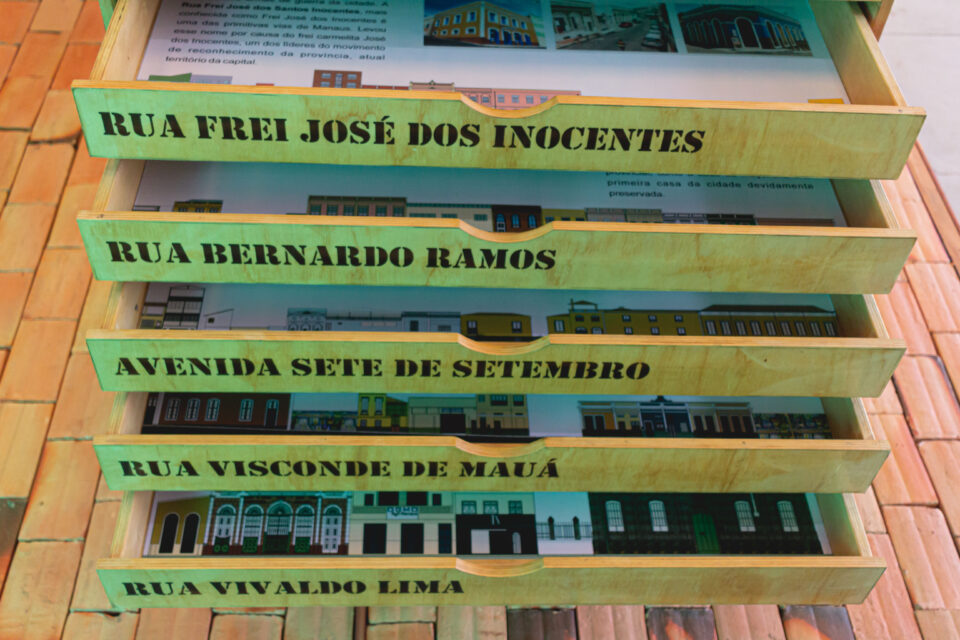 Rua Frei José dos Santos Inocentes, mais
conhecida como Frei José dos Inocentes é
uma das primitivas vias de Manaus. Levou
esse nome por causa do frei carmelita José
dos Inocentes, um dos líderes do movimento
de reconhecimento da província, atual
território da capital.
RUA FREI JOSÉ DOS INOCENTES
primeira casa da cidade devidamente
preservada.
RUA BERNARDO RAMOS
AVENIDA SETE DE SETEMBRO
RUA VISCONDE DE MAUÁ
RUA VIVALDO LIMA